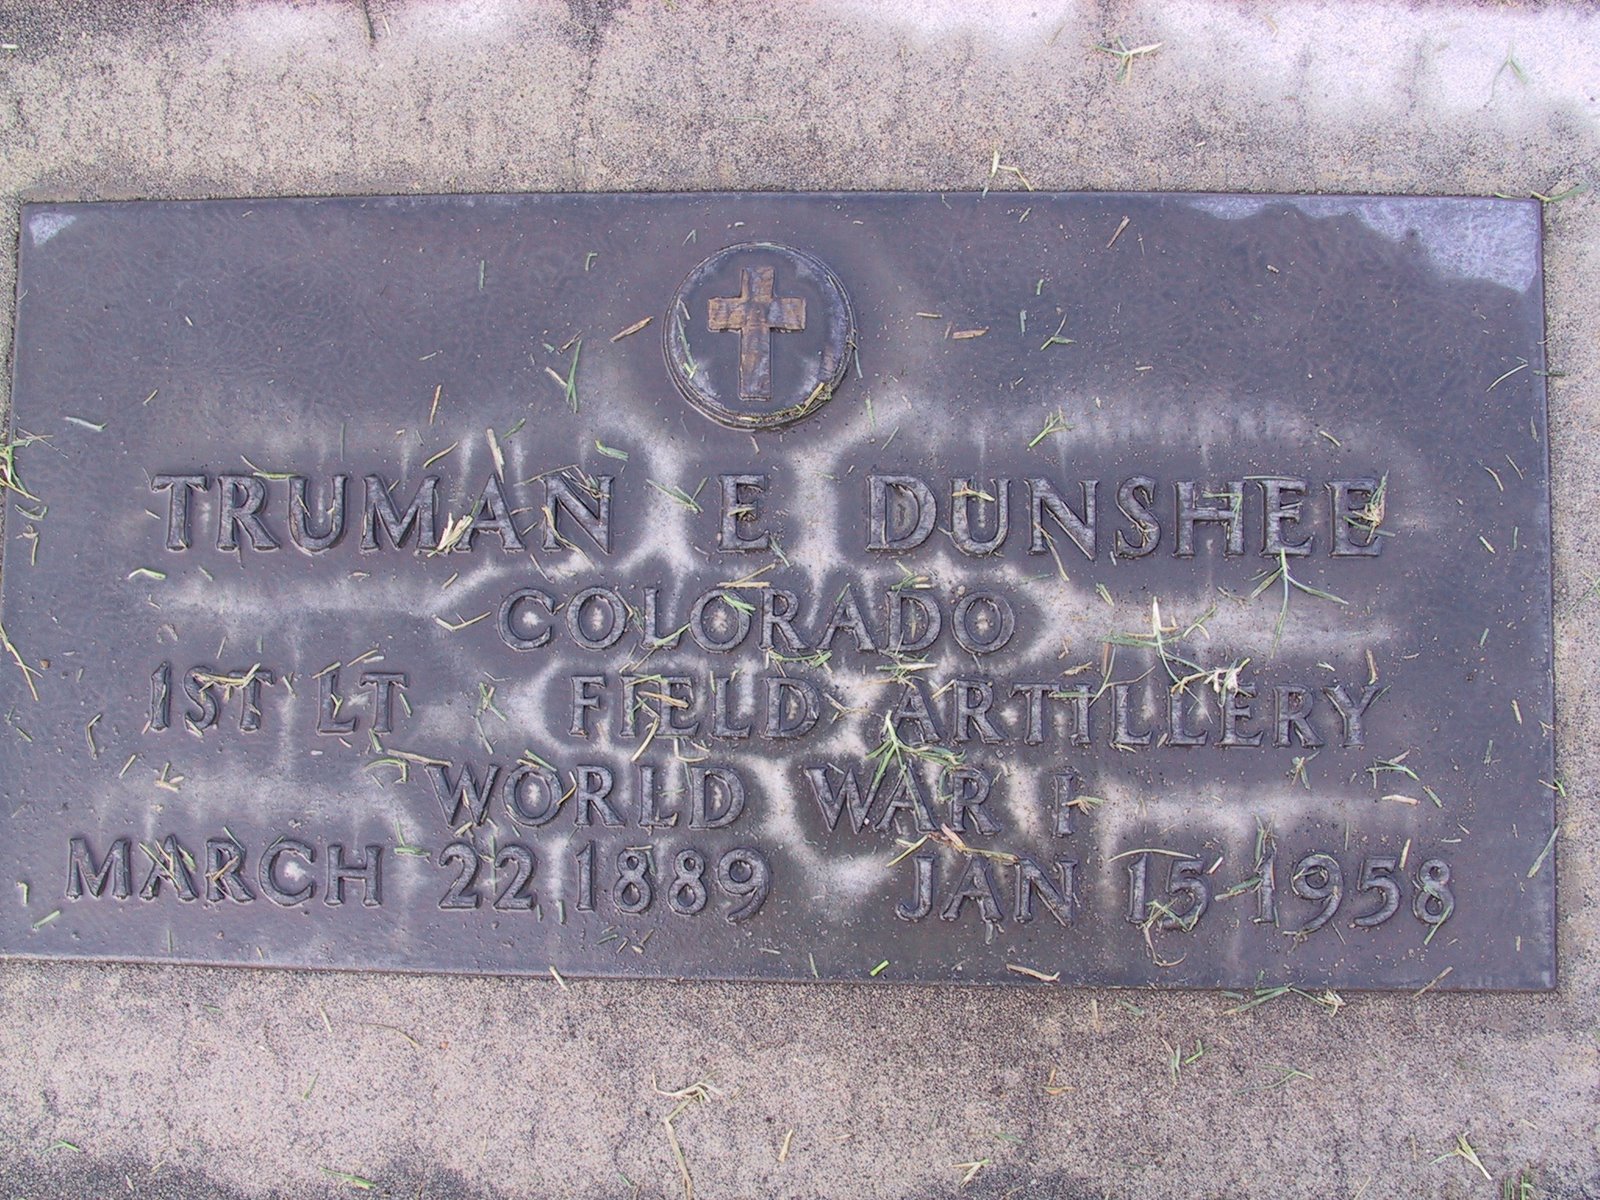 TRUMAN E DUNSHEE
COLORADO
1ST LT FIELD ARTILLERY
WORLD WAR I
MARCH 22 1889 JAN 15 1958